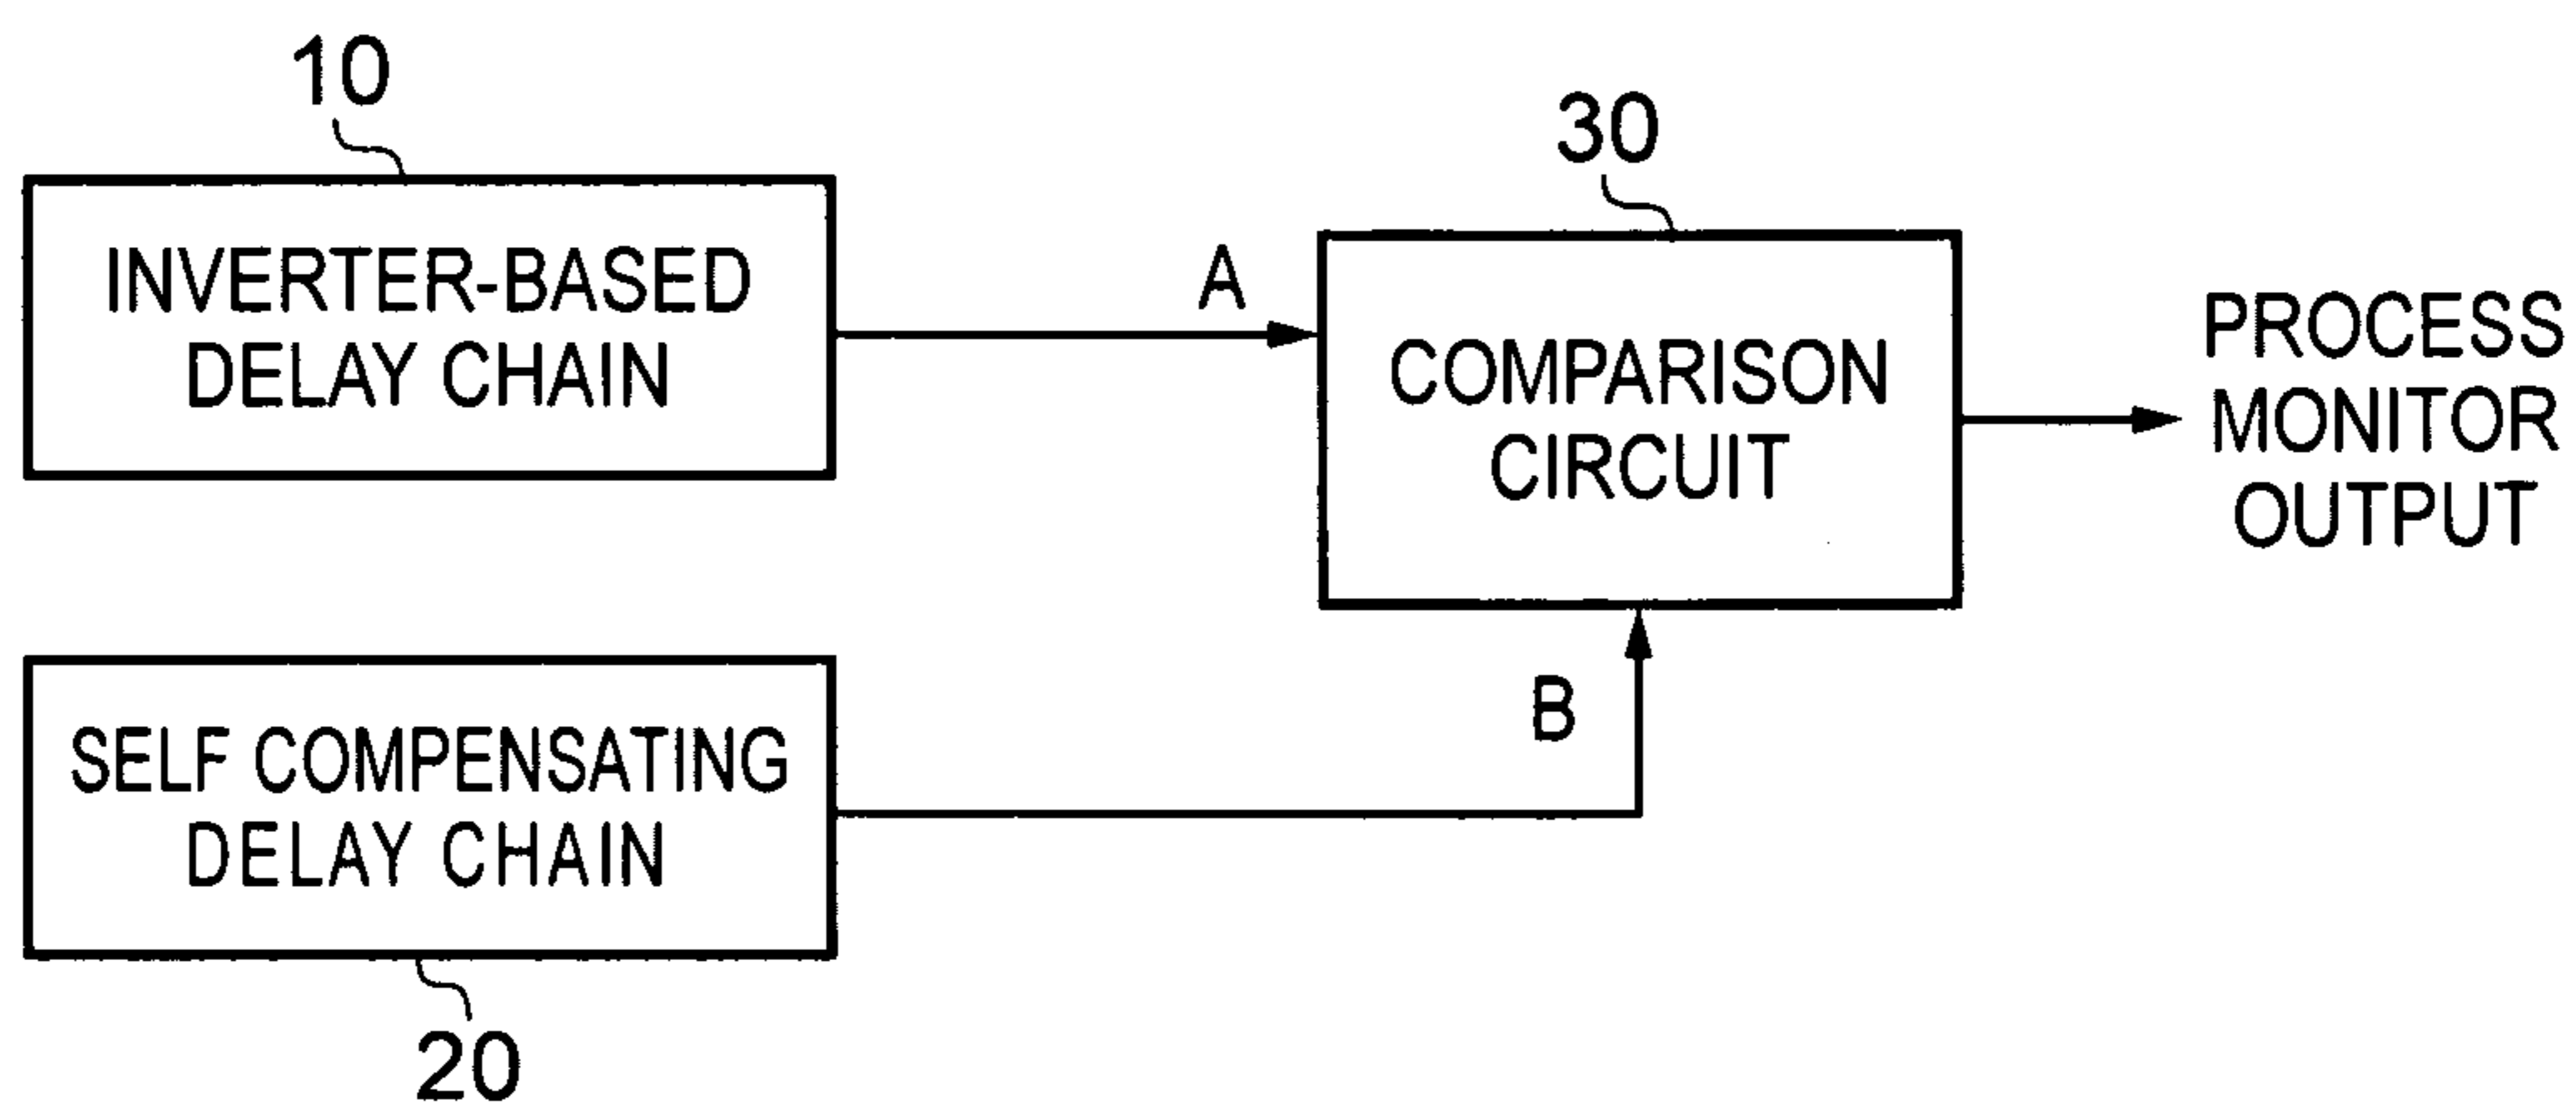 10
INVERTER-BASED
DELAY CHAIN
A
30
COMPARISON
CIRCUIT
PROCESS
MONITOR
OUTPUT
B
SELF COMPENSATING
DELAY CHAIN
20